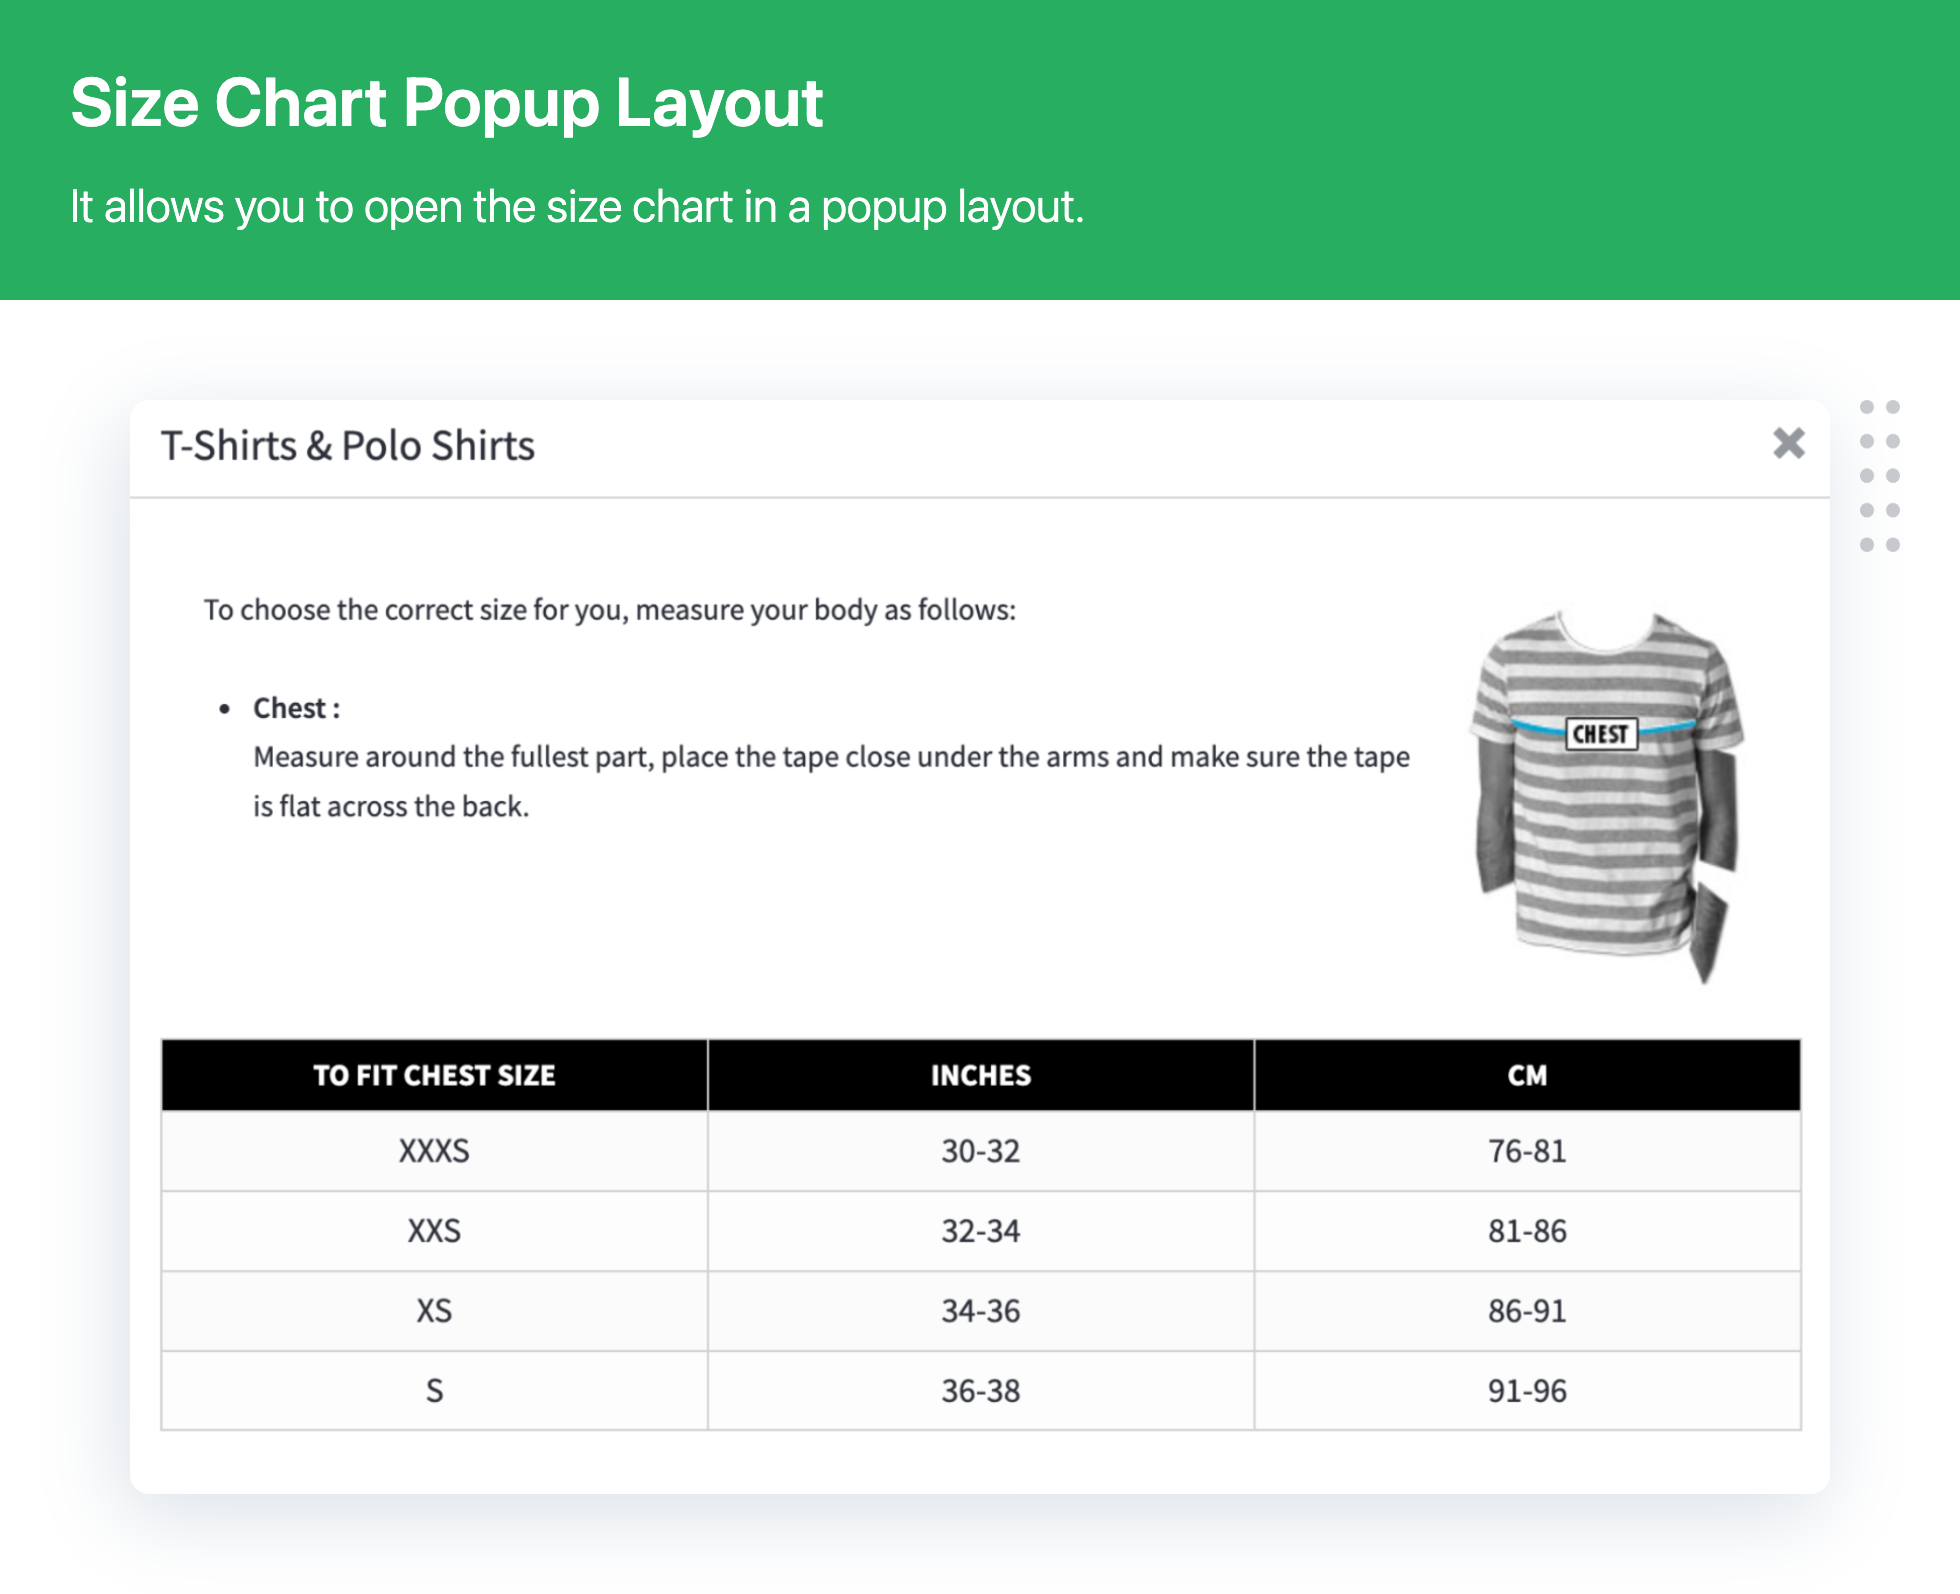 Size Chart Popup Layout
It allows you to open the size chart in a popup layout.
T-Shirts & Polo Shirts
To choose the correct size for you, measure your body as follows:
• Chest :
Measure around the fullest part, place the tape close under the arms and make sure the tape
is flat across the back.
CHEST
TO FIT CHEST SIZE INCHES CM
XXXS 30-32 76-81
XXS 32-34 81-86
XS 34-36 86-91
S 36-38 91-96